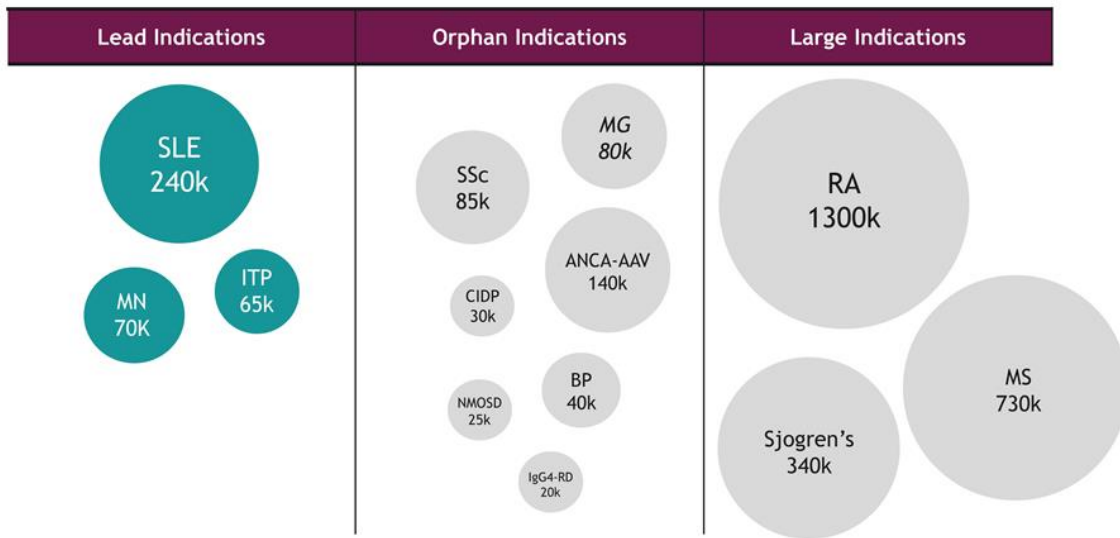 Lead Indications
Orphan Indications
Large Indications
SLE
240k
MN
70K
ITP
65k
MG
80k
SSc
85k
ANCA-AAV
140k
CIDP
30k
BP
40k
NMOSD
25k
IgG4-RD
20k
RA
1300k
MS
730k
Sjogren's
340k